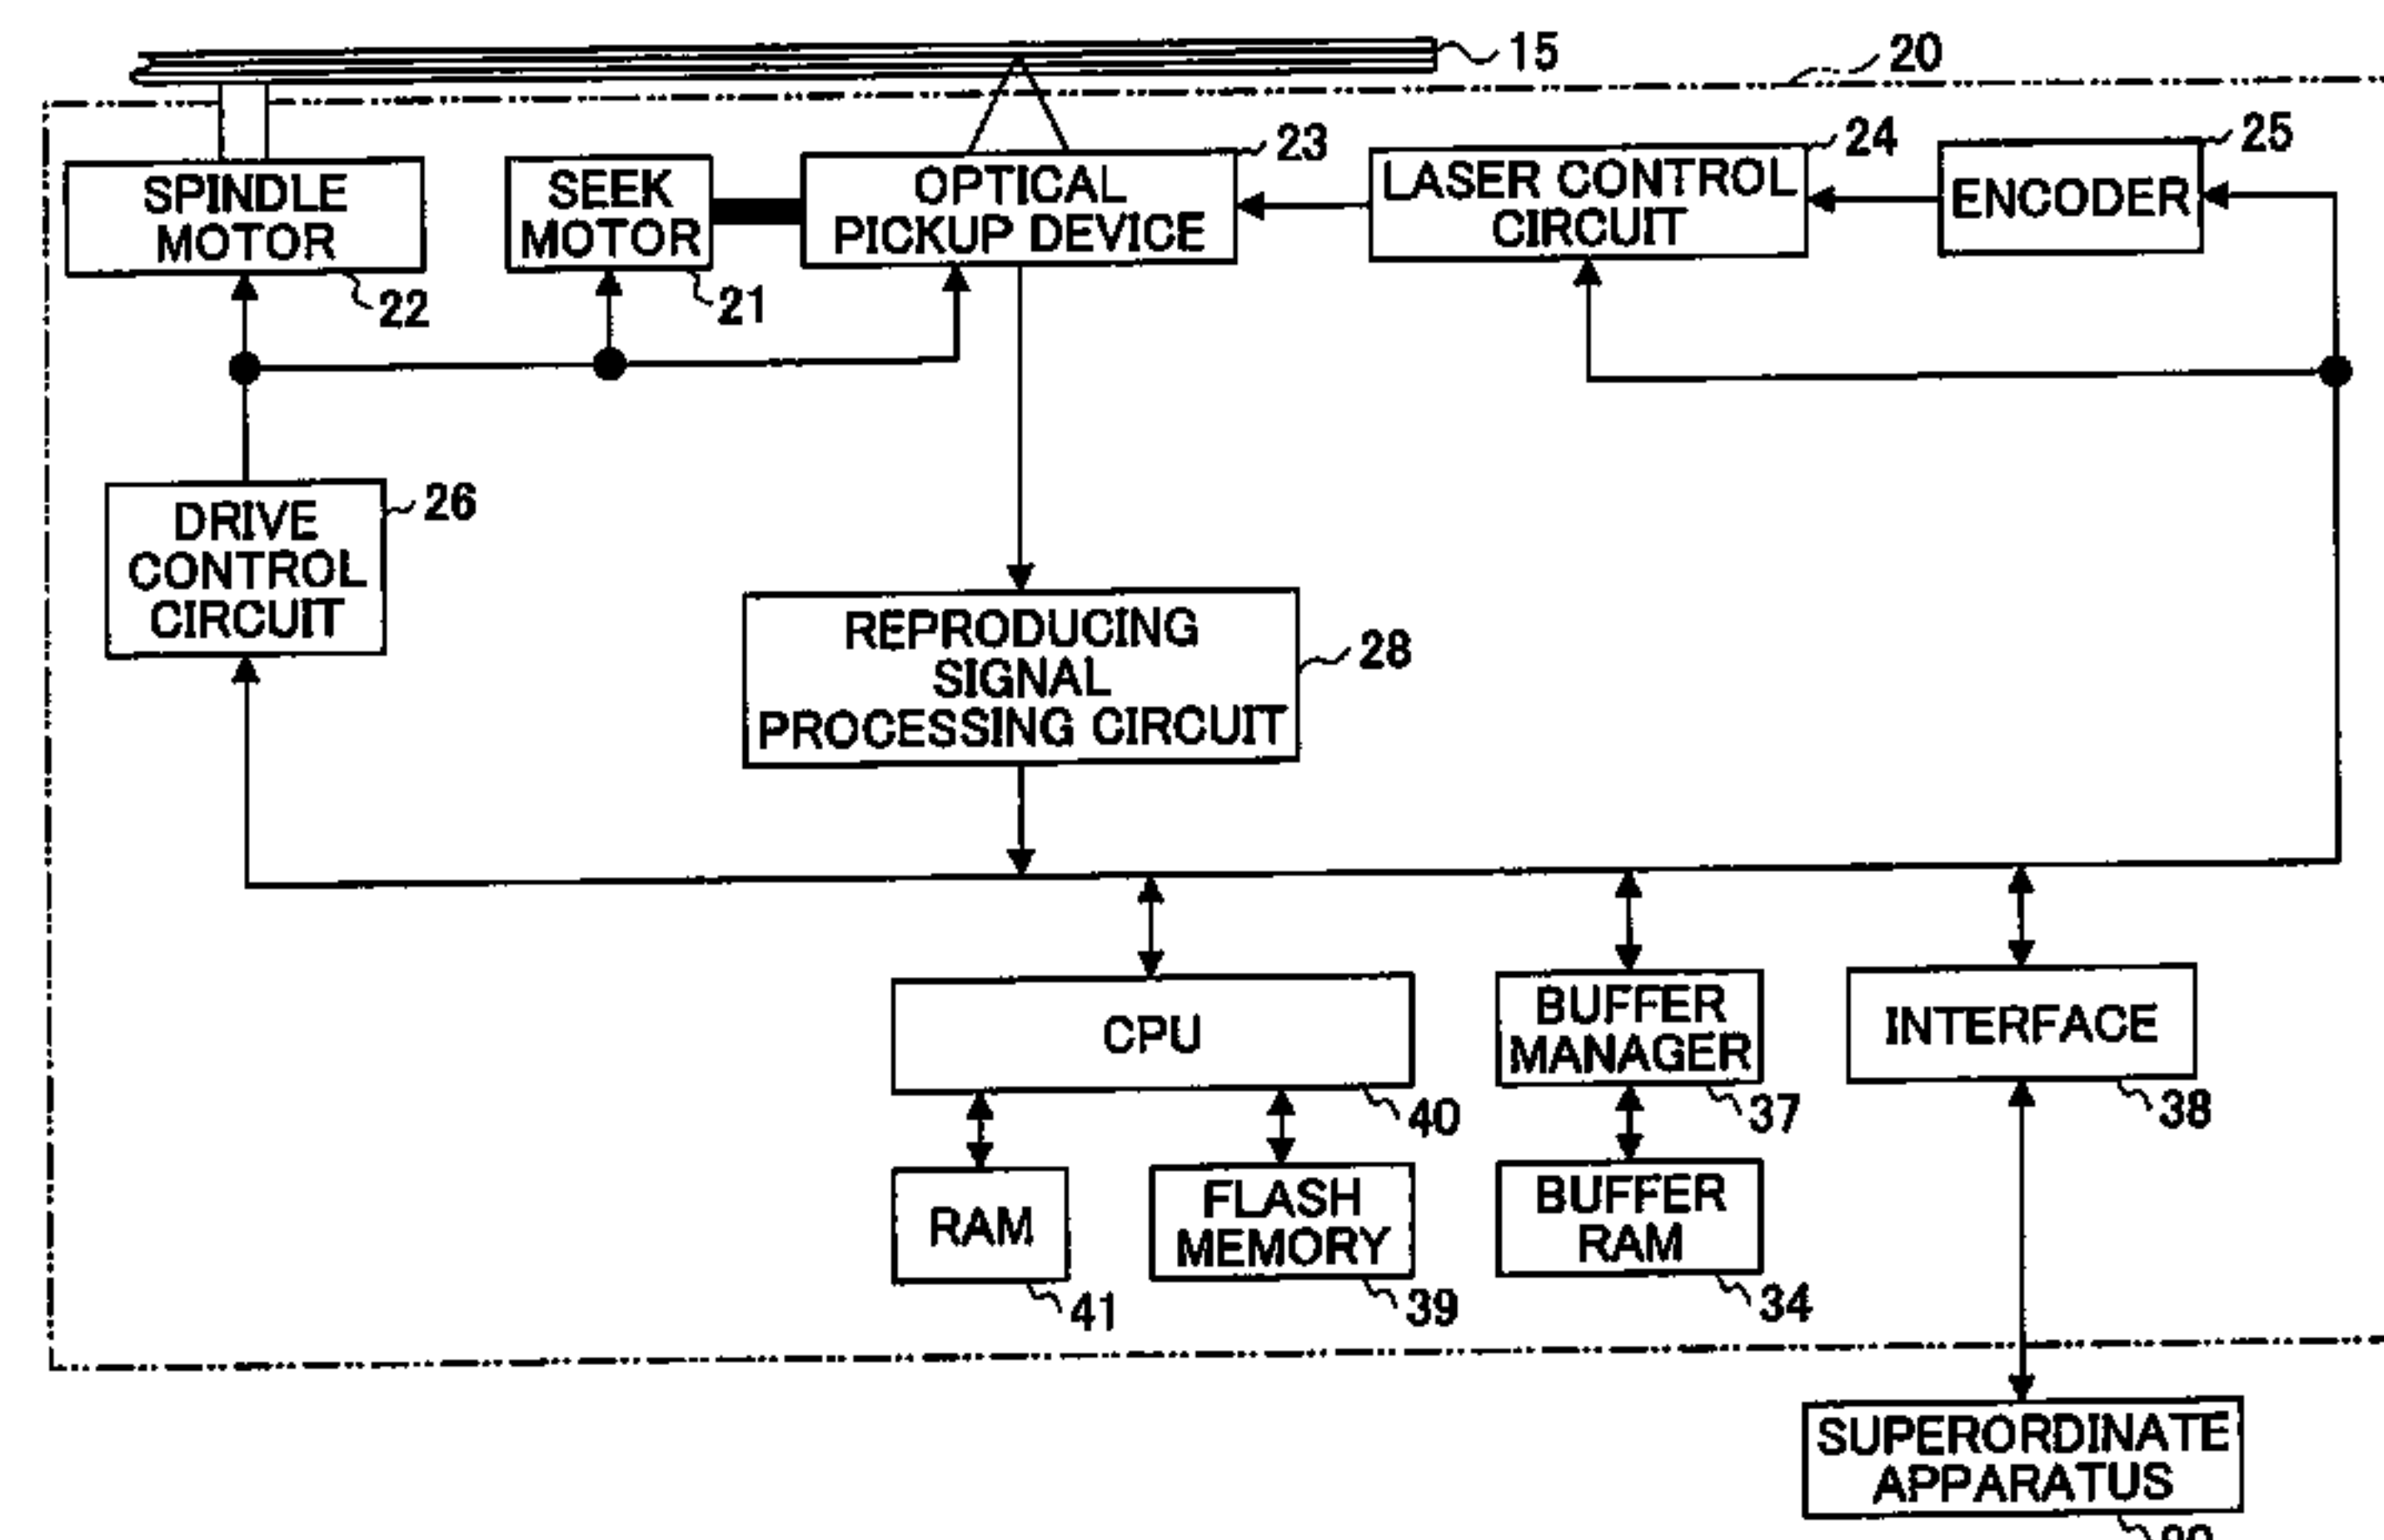 15
20
SPINDLE
MOTOR
22
SEEK
MOTOR
21
OPTICAL
PICKUP DEVICE
23
LASER CONTROL
CIRCUIT
24
ENCODER
25
DRIVE
CONTROL
CIRCUIT
26
REPRODUCING
SIGNAL
PROCESSING CIRCUIT
28
CPU
40
BUFFER
MANAGER
37
INTERFACE
38
RAM
41
FLASH
MEMORY
39
BUFFER
RAM
34
SUPERORDINATE
APPARATUS